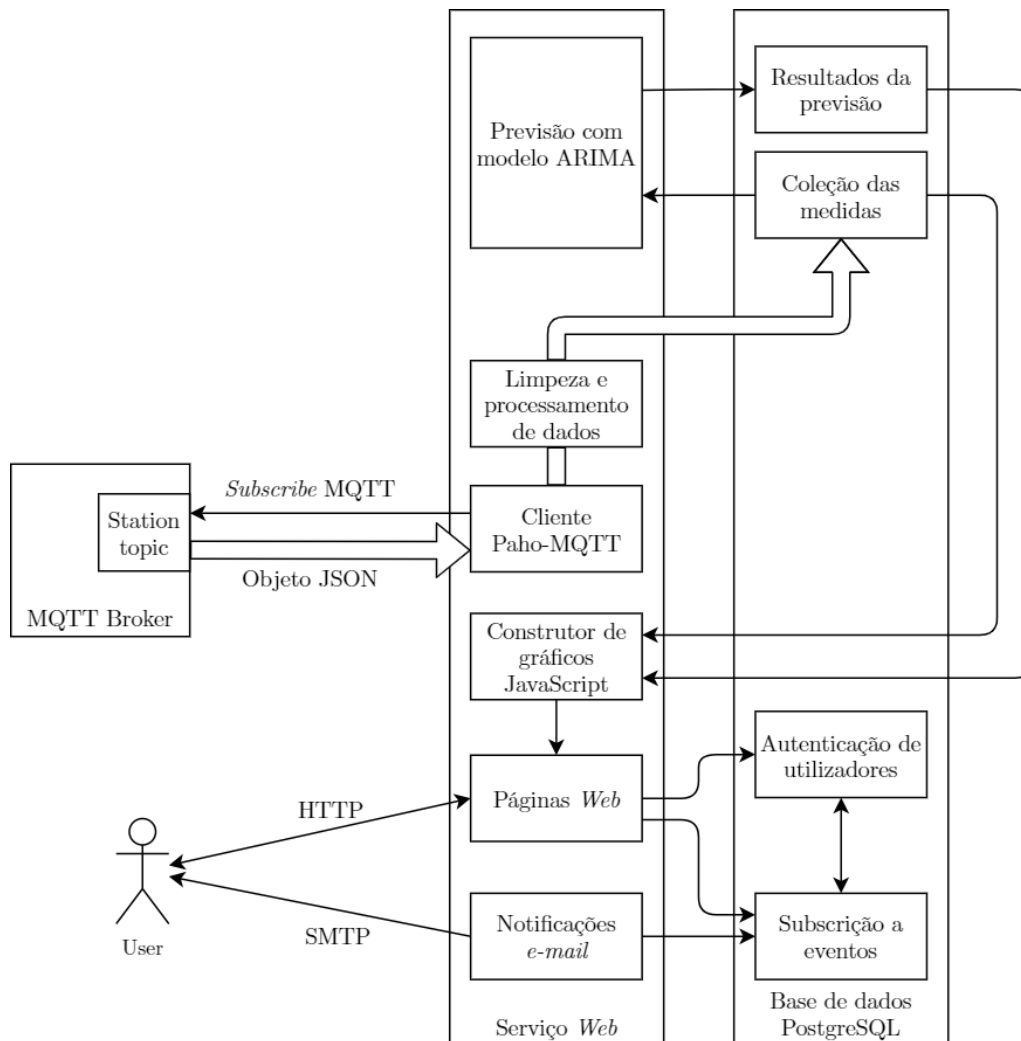 Previsão com
modelo ARIMA
Resultados da
previsão
Coleção das
medidas
Limpeza e
processamento
de dados
Subscribe MQTT
Station
topic
Objeto JSON
MQTT Broker
Cliente
Paho-MQTT
Construtor de
gráficos
JavaScript
Páginas Web
Autenticação de
utilizadores
HTTP
SMTP
User
Notificações
e-mail
Subscrição a
eventos
Serviço Web
Base de dados
PostgreSQL